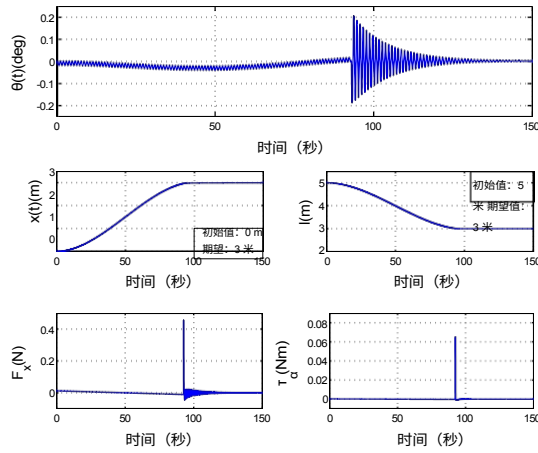 θ(t)(deg)
0.2
0.1
0
-0.1
-0.2
0
50
100
150
时间（秒）
x(t)(m)
3
2
1
0
0
50
100
150
初始值：0 m
期望：3 米
时间（秒）
l(t)(m)
5
4
3
2
0
50
100
150
初始值：5
米 期望值：
3 米
时间（秒）
Fx(N)
0.4
0.2
0
0
50
100
150
时间（秒）
τα(Nm)
0.08
0.06
0.04
0.02
0
0
50
100
150
时间（秒）